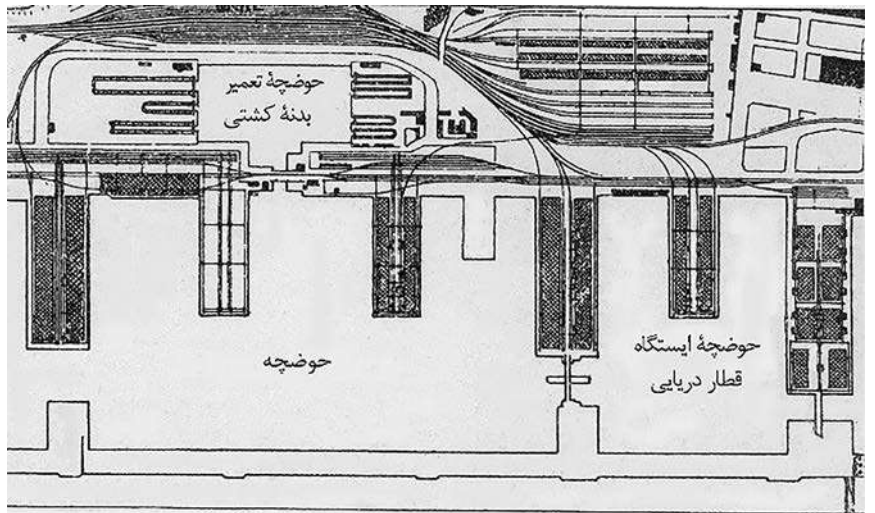 حوضچهٔ تعمیر
بدنهٔ کشتی
حوضچه
حوضچهٔ ایستگاه
قطار دریایی